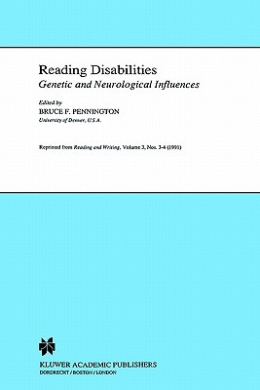 Reading Disabilities
Genetic and Neurological Influences
Edited by
BRUCE F. PENNINGTON
University of Denver, U.S.A.
Reprinted from Reading and Writing, Volume 3, Nos. 3-4 (1991)
KLUWER ACADEMIC PUBLISHERS
DORDRECHT / BOSTON / LONDON